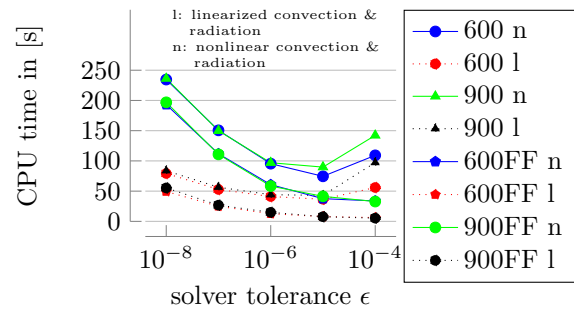 l: linearized convection &
radiation
n: nonlinear convection &
radiation
CPU time in [s]
250
200
150
100
50
0
10⁻⁸
10⁻⁶
10⁻⁴
solver tolerance ϵ
600 n
600 l
900 n
900 l
600FF n
600FF l
900FF n
900FF l